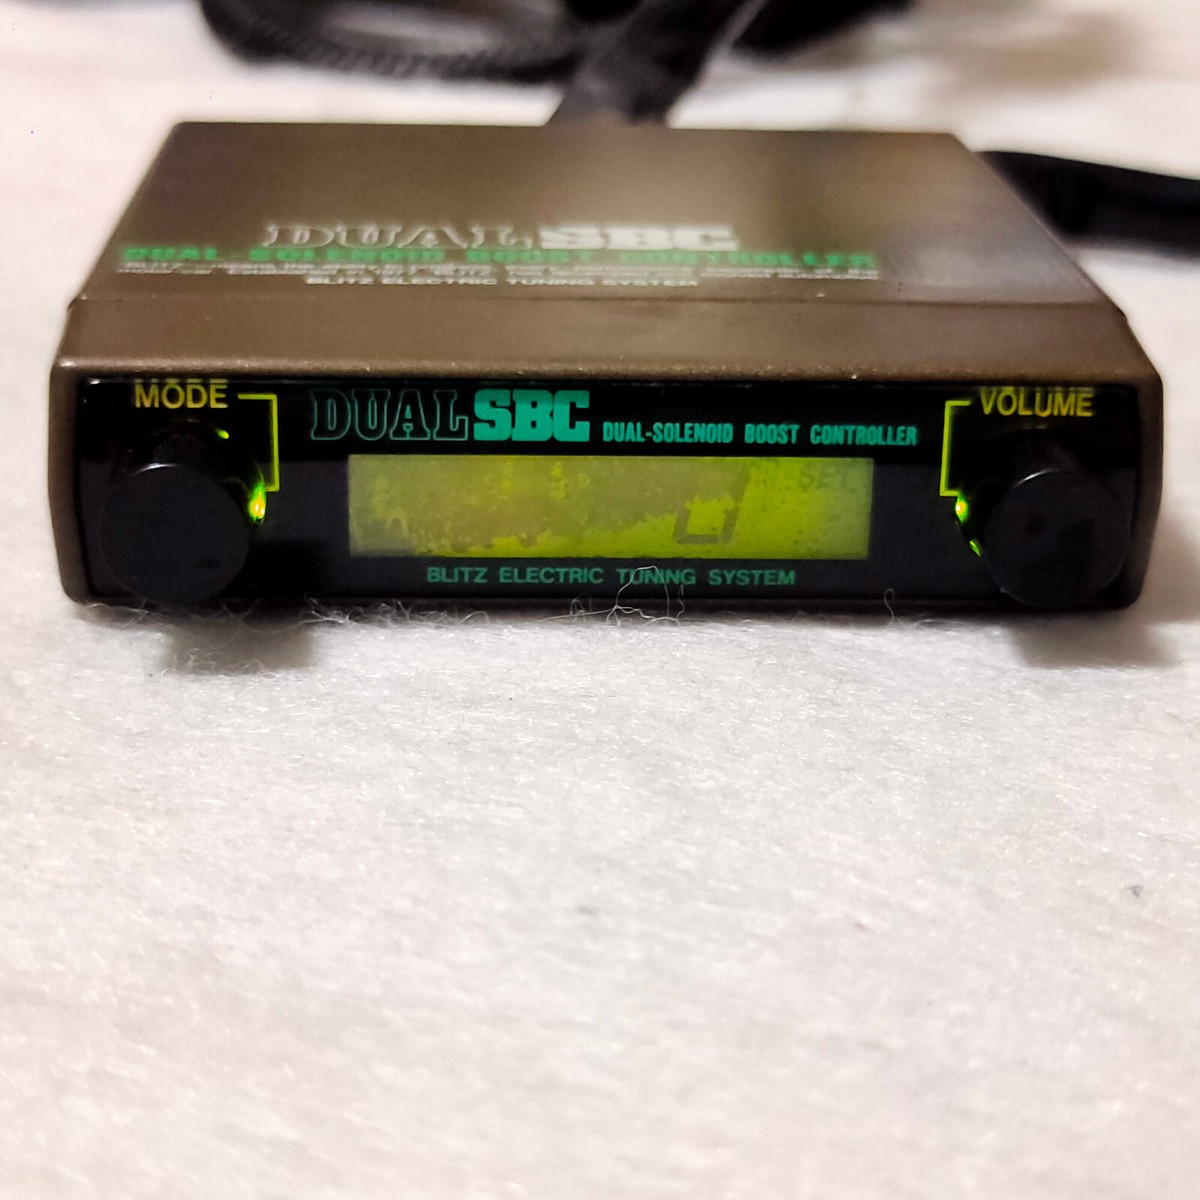 DUAL SBC
DUAL SOLENOID BOOST CONTROLLER
BLITZ ELECTRIC TUNING SYSTEM
MODE
DUAL SBC DUAL-SOLENOID BOOST CONTROLLER
VOLUME
0
BLITZ ELECTRIC TUNING SYSTEM